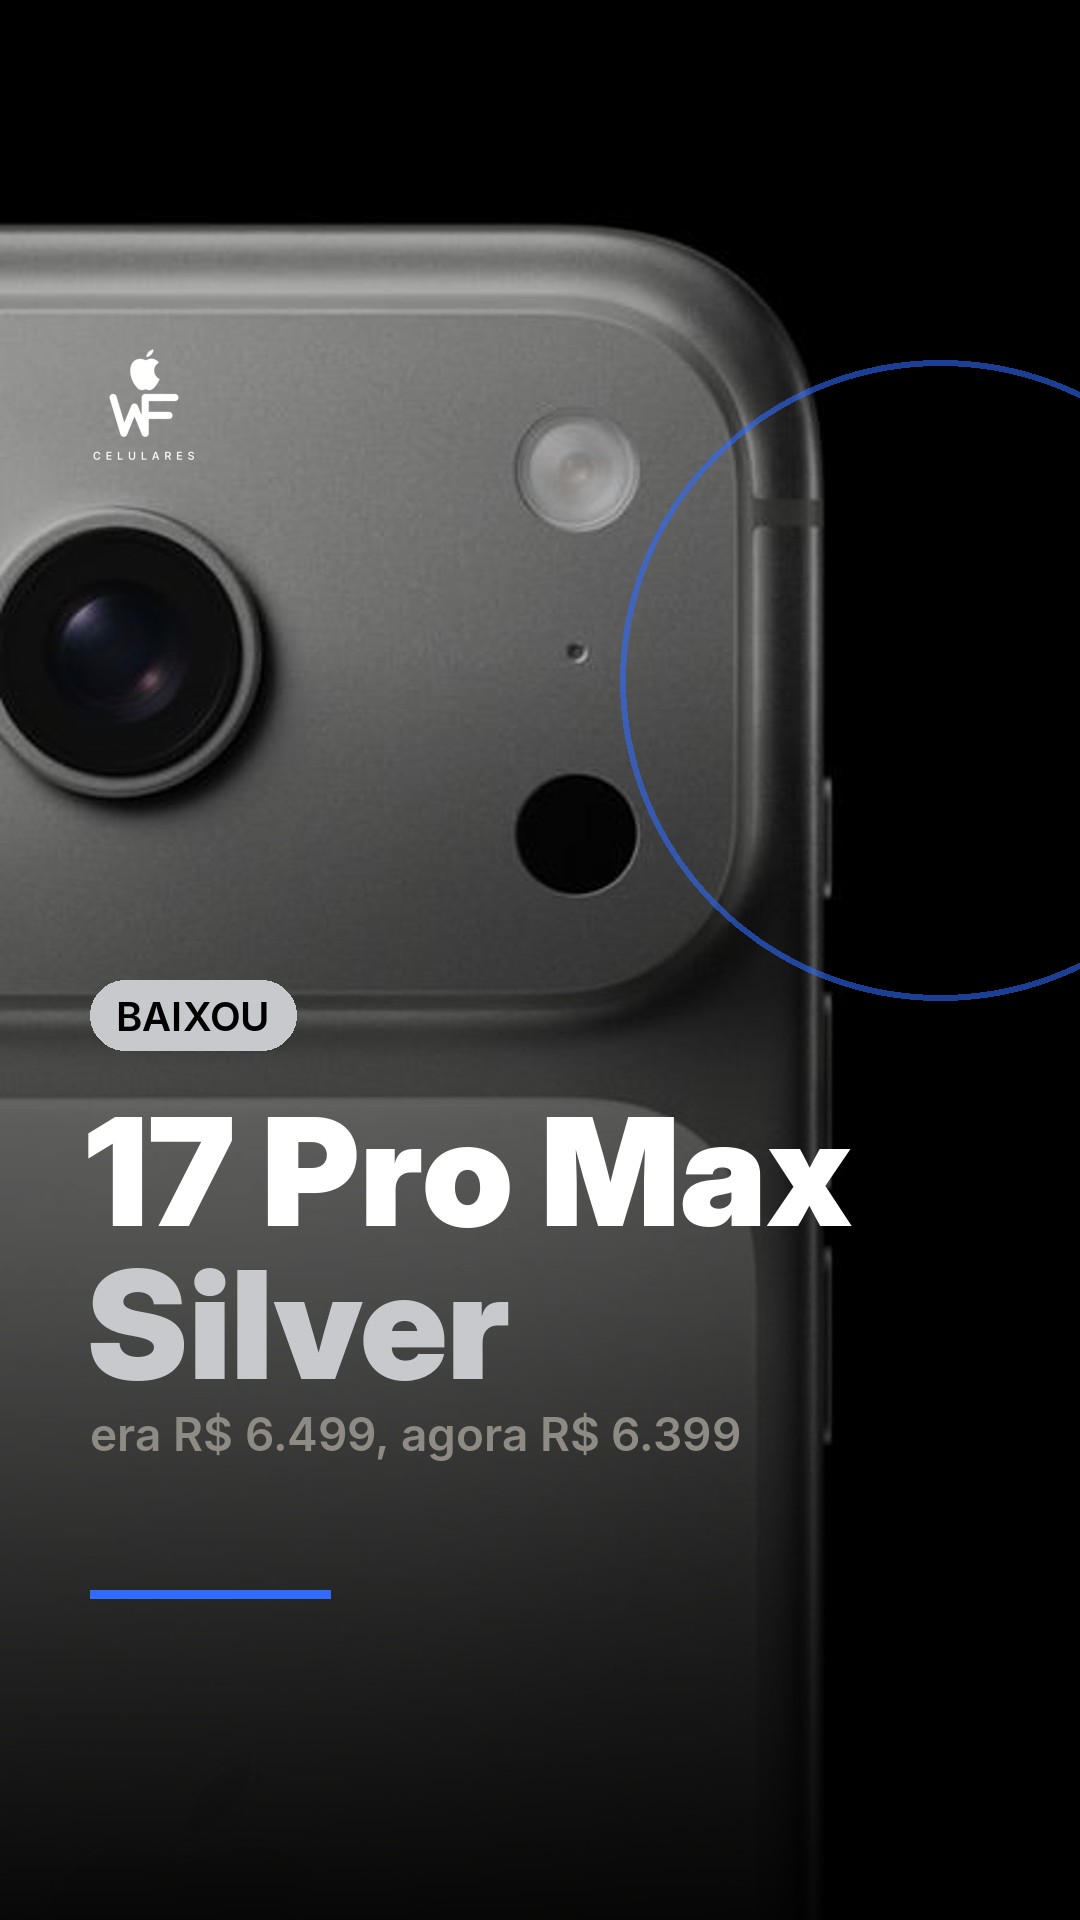 WF
CELULARES
BAIXOU
17 Pro Max
Silver
era R$ 6.499, agora R$ 6.399